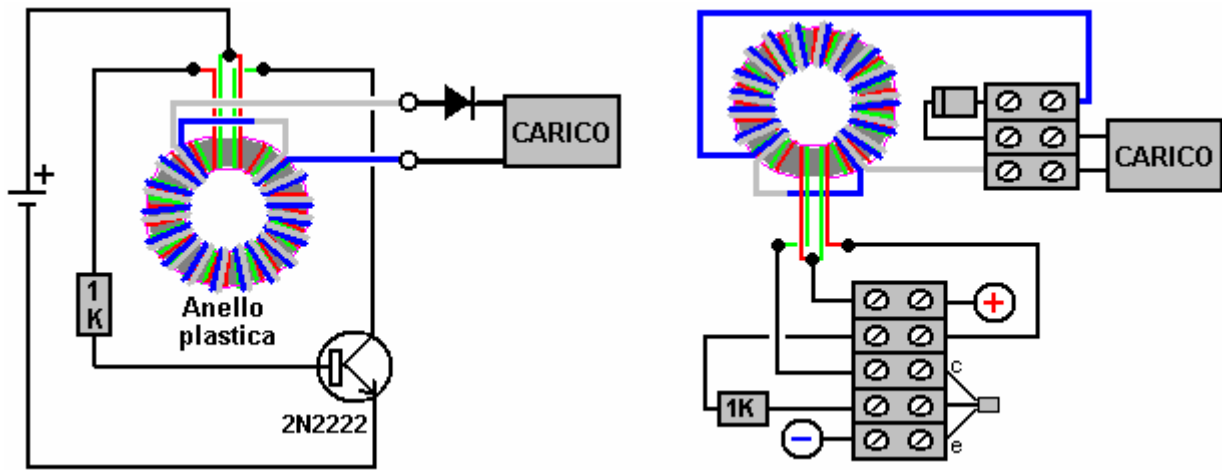 +
CARICO
1
K
Anello
plastica
2N2222
CARICO
+
c
1K
−
e